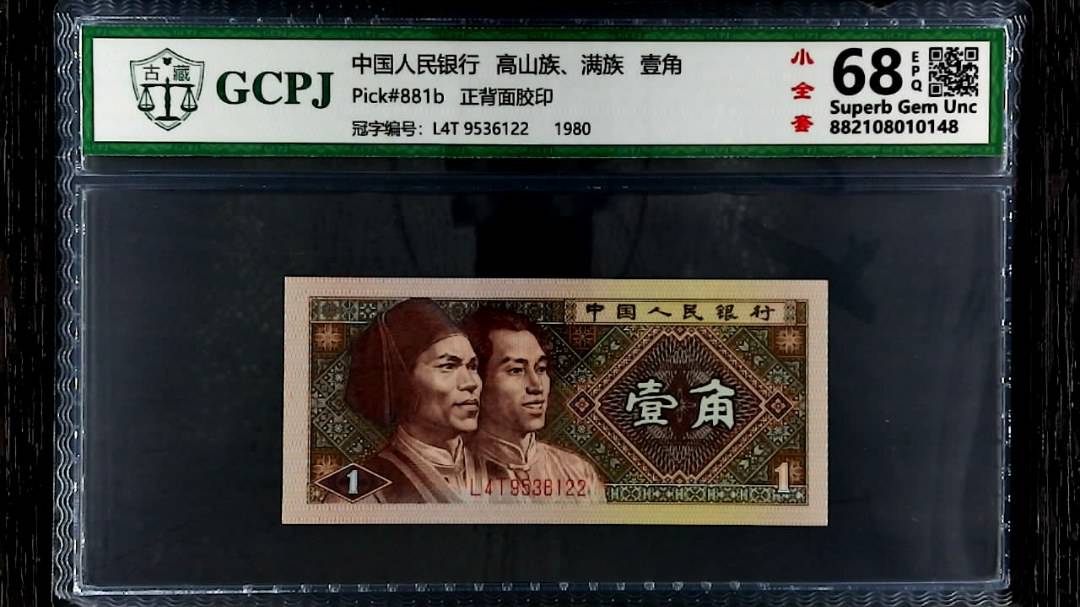 古藏
GCPJ
中国人民银行 高山族、满族 壹角
Pick#881b 正背面胶印
冠字编号: L4T 9536122 1980
小全套
68 EPQ
Superb Gem Unc
882108010148
中国人民银行
壹角
1
L4T9536122
1